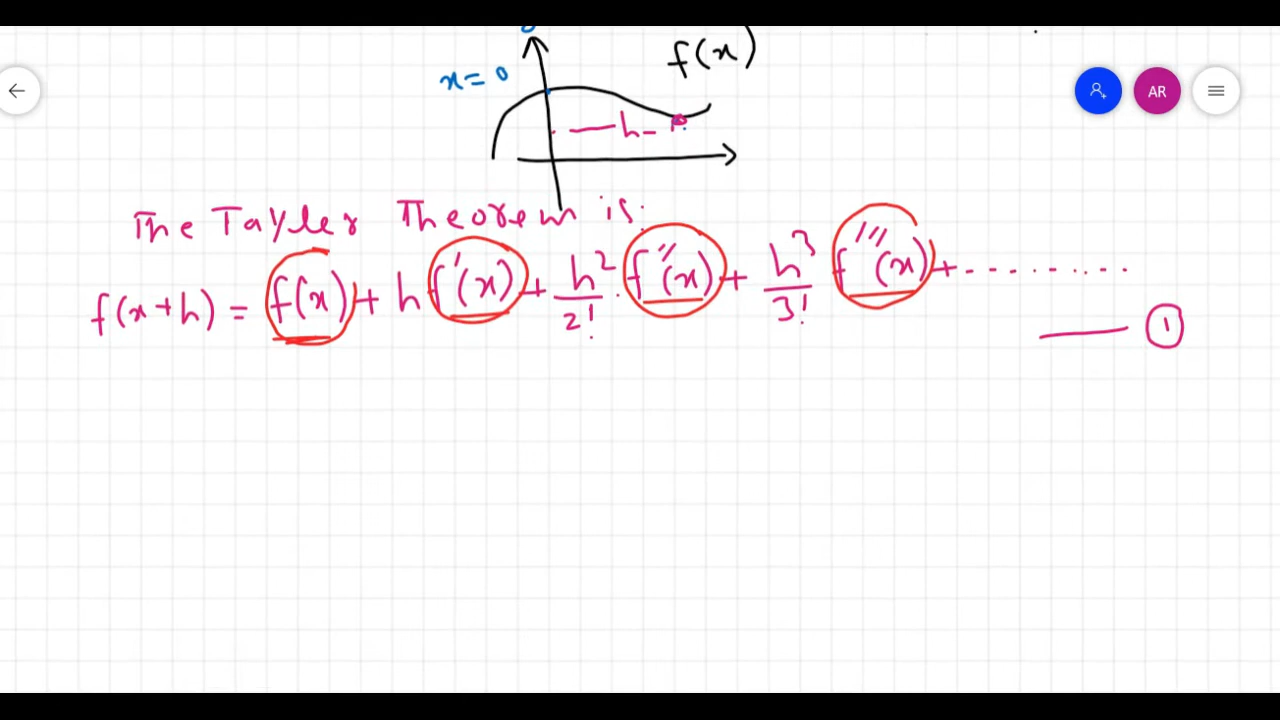 f(x)
x=0
AR
— h –
The Tayler Theorem is:
f(x+h) = f(x) + h f'(x) + h²/2! · f''(x) + h³/3! f'''(x) + ---------
—— ①